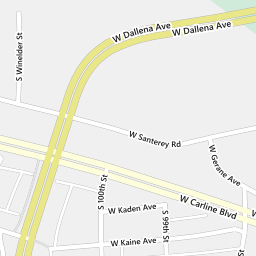 W Dallena Ave
W Dallena Ave
S Winelder St
W Santerey Rd
W Gerane Ave
S 100th St
W Carline Blvd
W Kaden Ave
S 99th St
W Kaine Ave